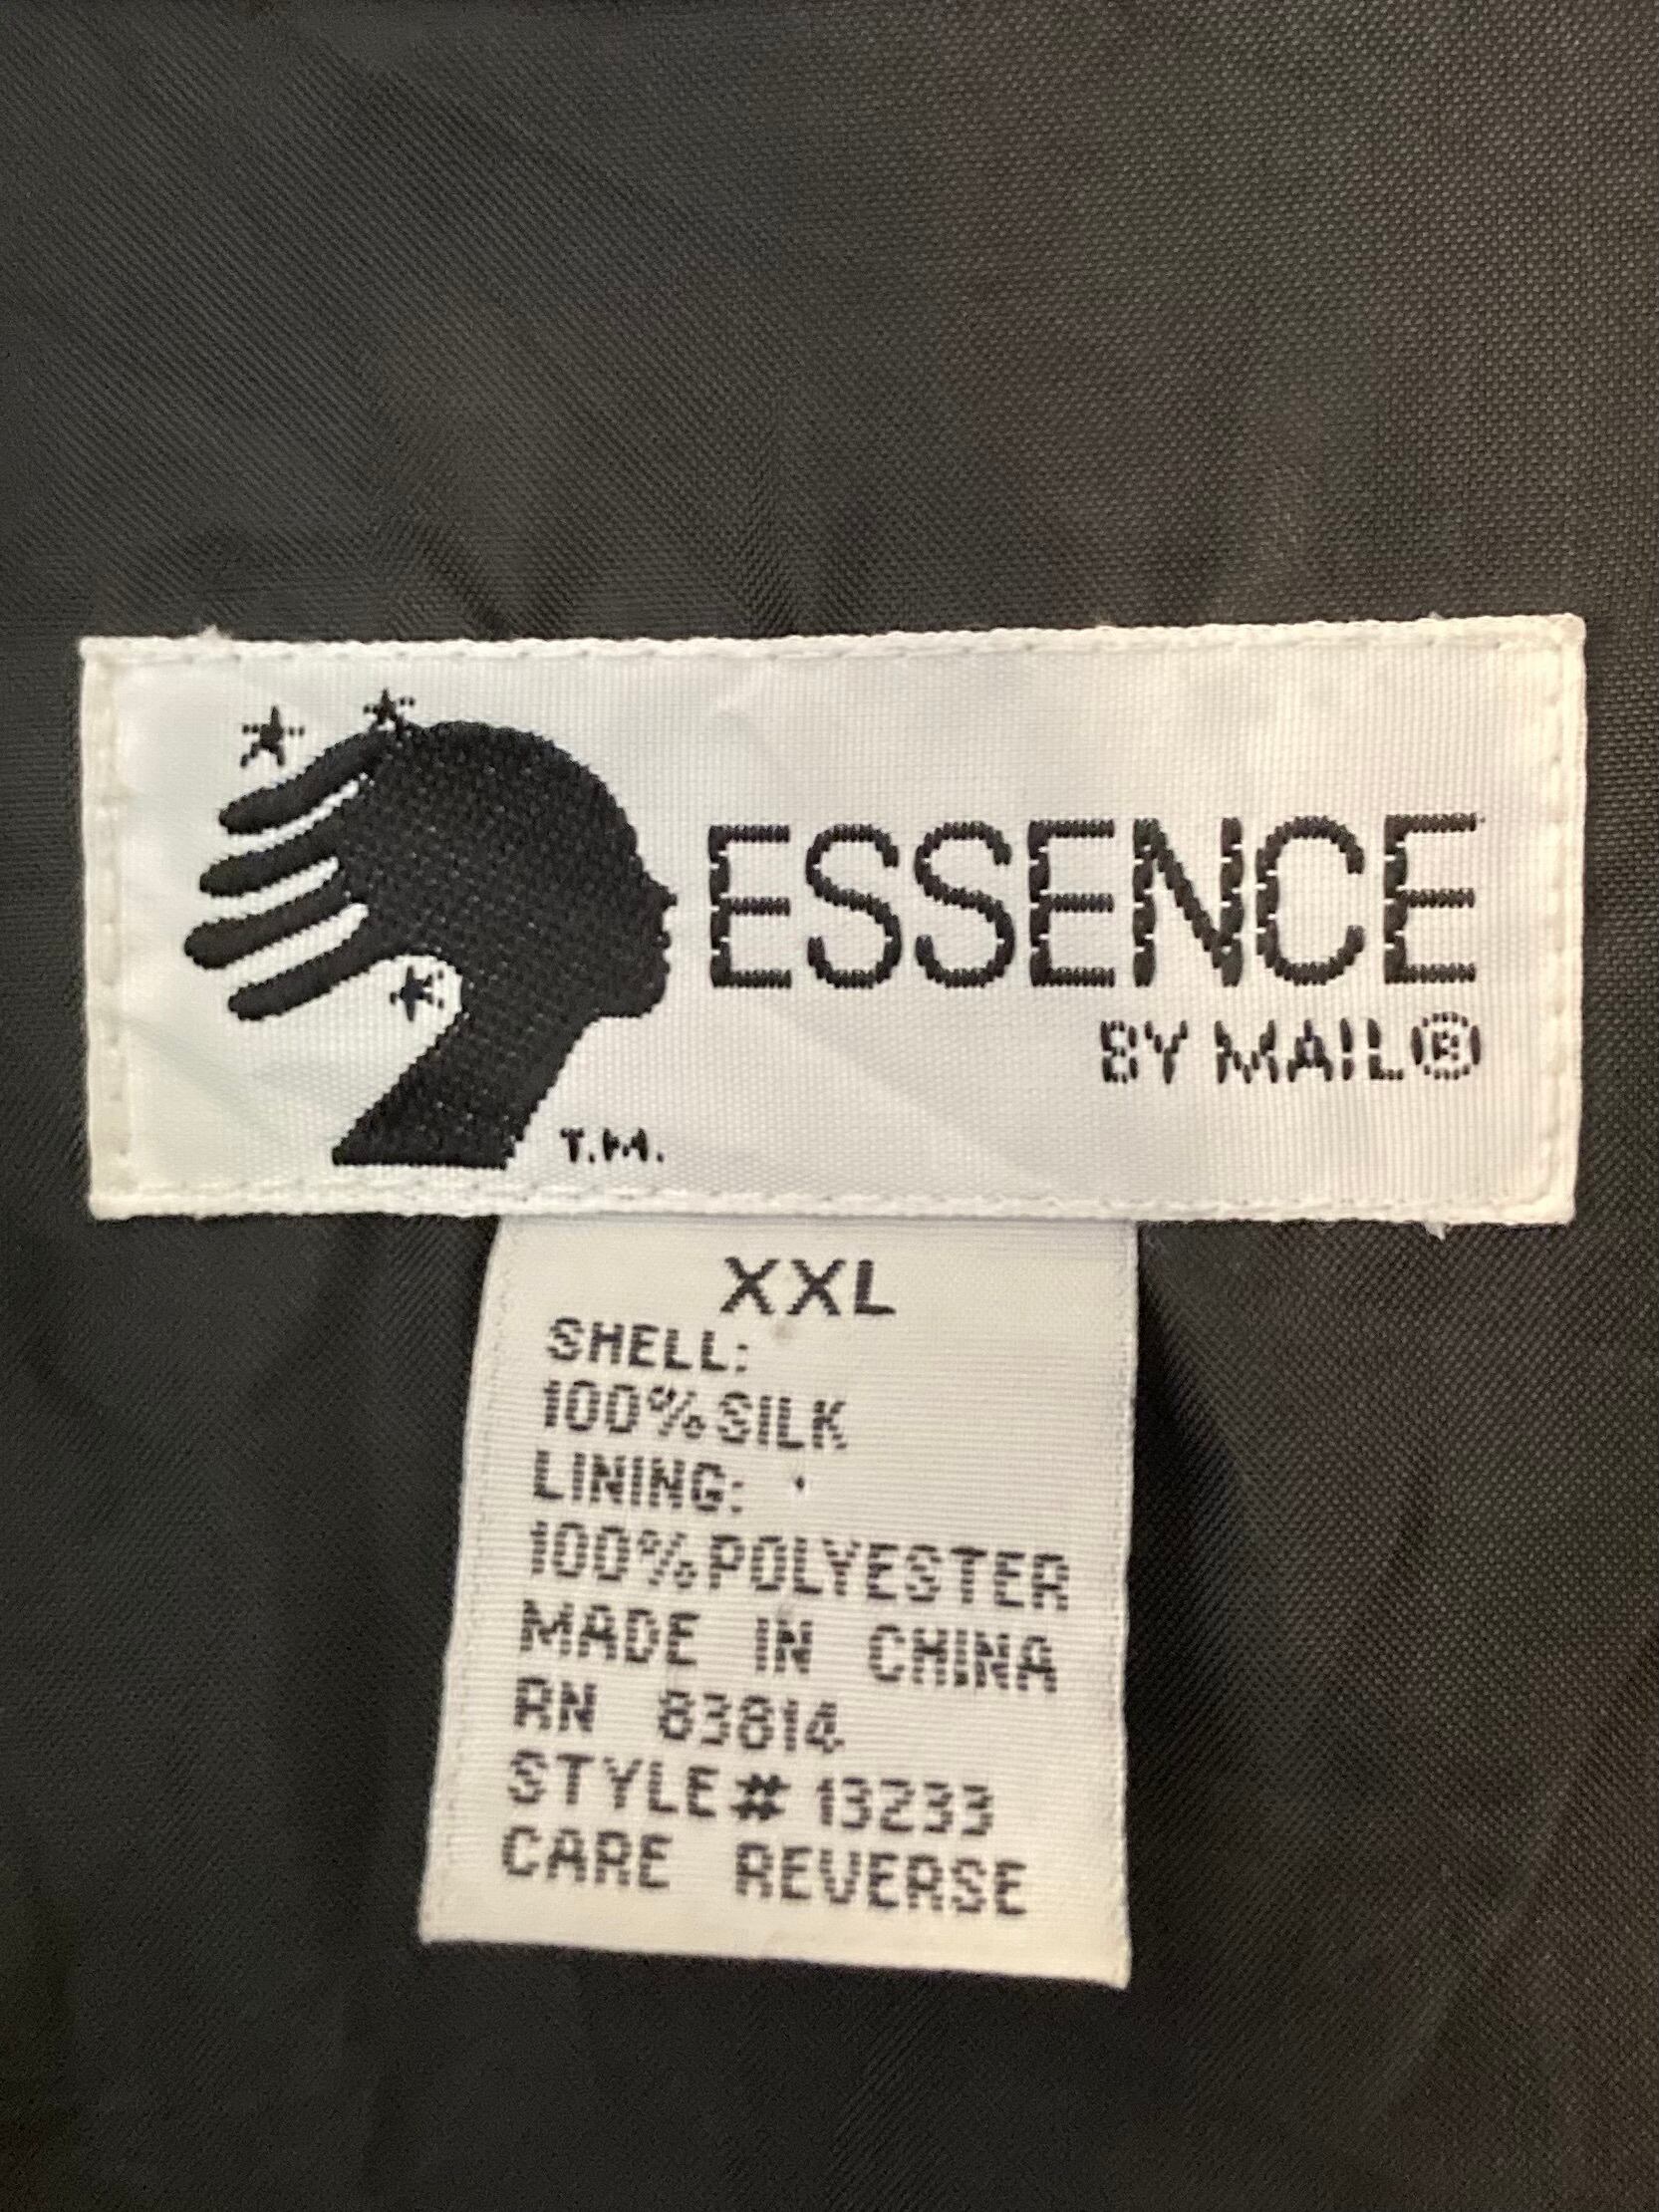 ESSENCE
BY MAIL®
T.M.
XXL
SHELL:
100%SILK
LINING:
100%POLYESTER
MADE IN CHINA
RN 83814
STYLE# 13233
CARE REVERSE